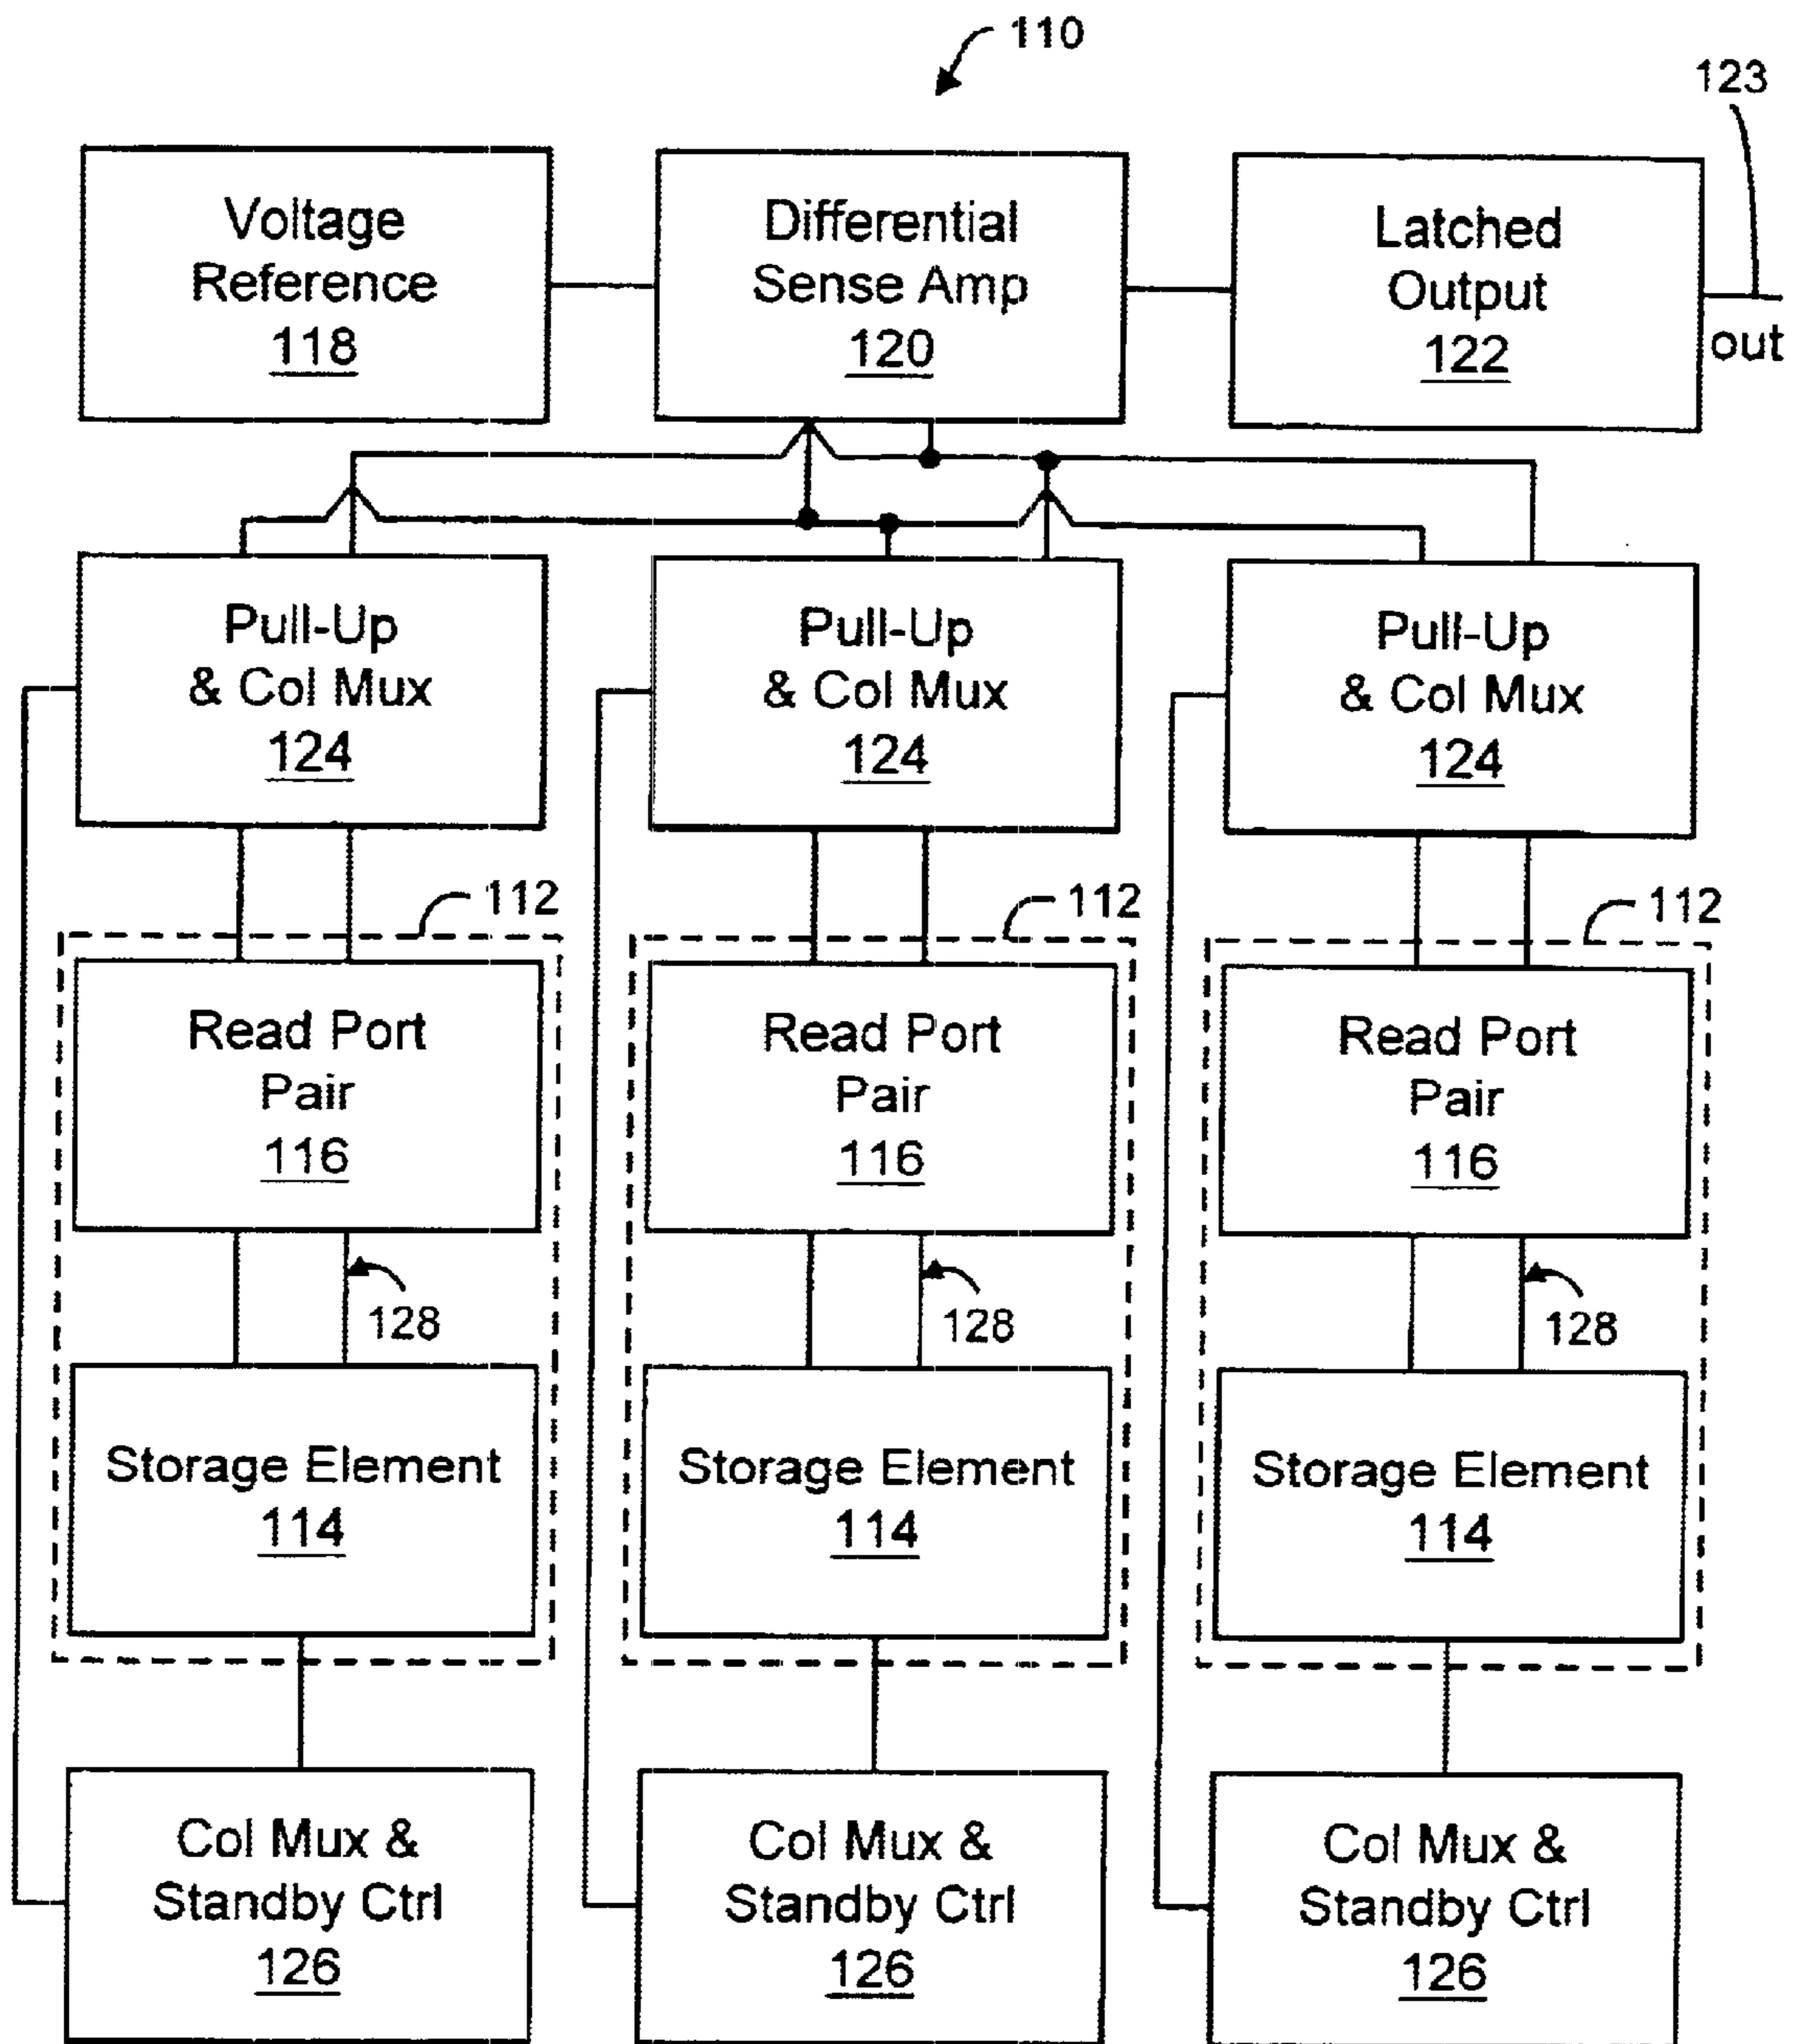 110
123
Voltage
Reference
118
Differential
Sense Amp
120
Latched
Output
122
out
Pull-Up
& Col Mux
124
Pull-Up
& Col Mux
124
Pull-Up
& Col Mux
124
112
112
112
Read Port
Pair
116
Read Port
Pair
116
Read Port
Pair
116
128
128
128
Storage Element
114
Storage Element
114
Storage Element
114
Col Mux &
Standby Ctrl
126
Col Mux &
Standby Ctrl
126
Col Mux &
Standby Ctrl
126